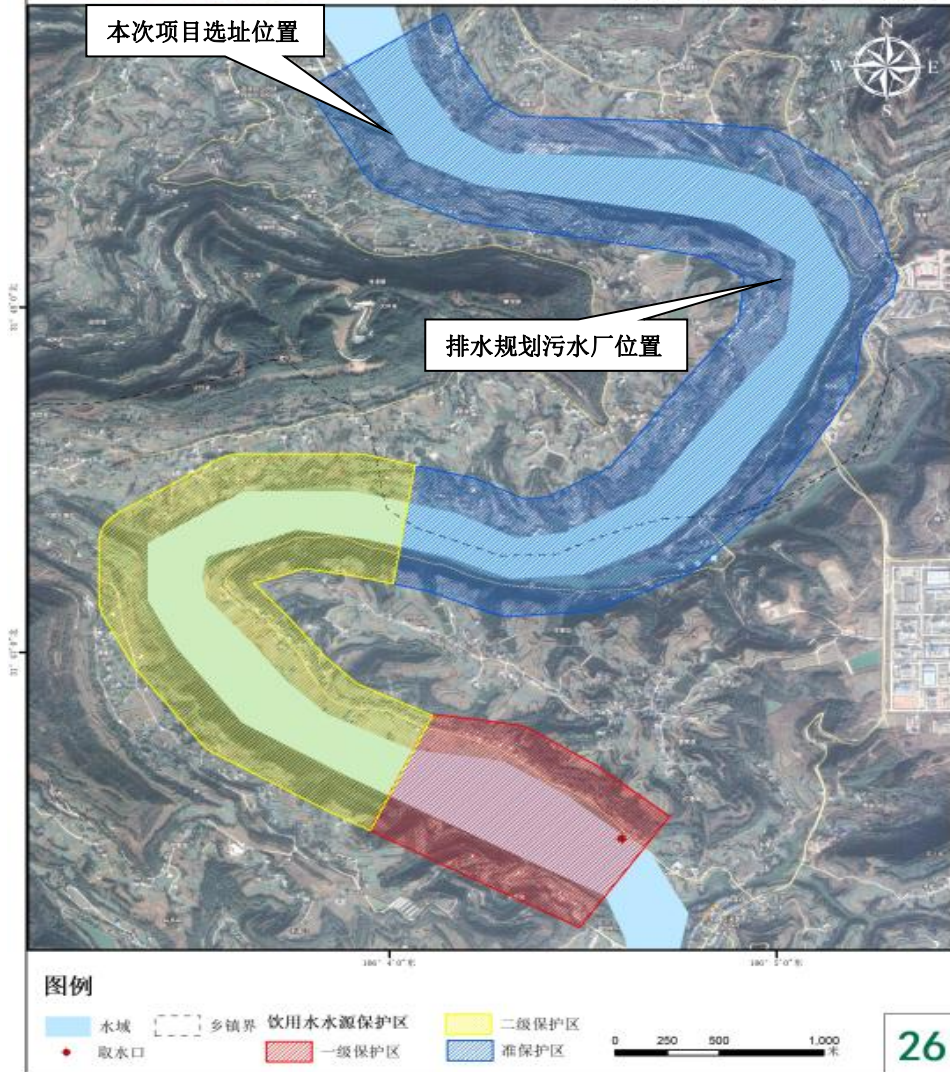 本次项目选址位置
N
W
E
S
排水规划污水厂位置
图例
水域
乡镇界
饮用水水源保护区
二级保护区
取水口
一级保护区
准保护区
0 250 500 1,000
米
26